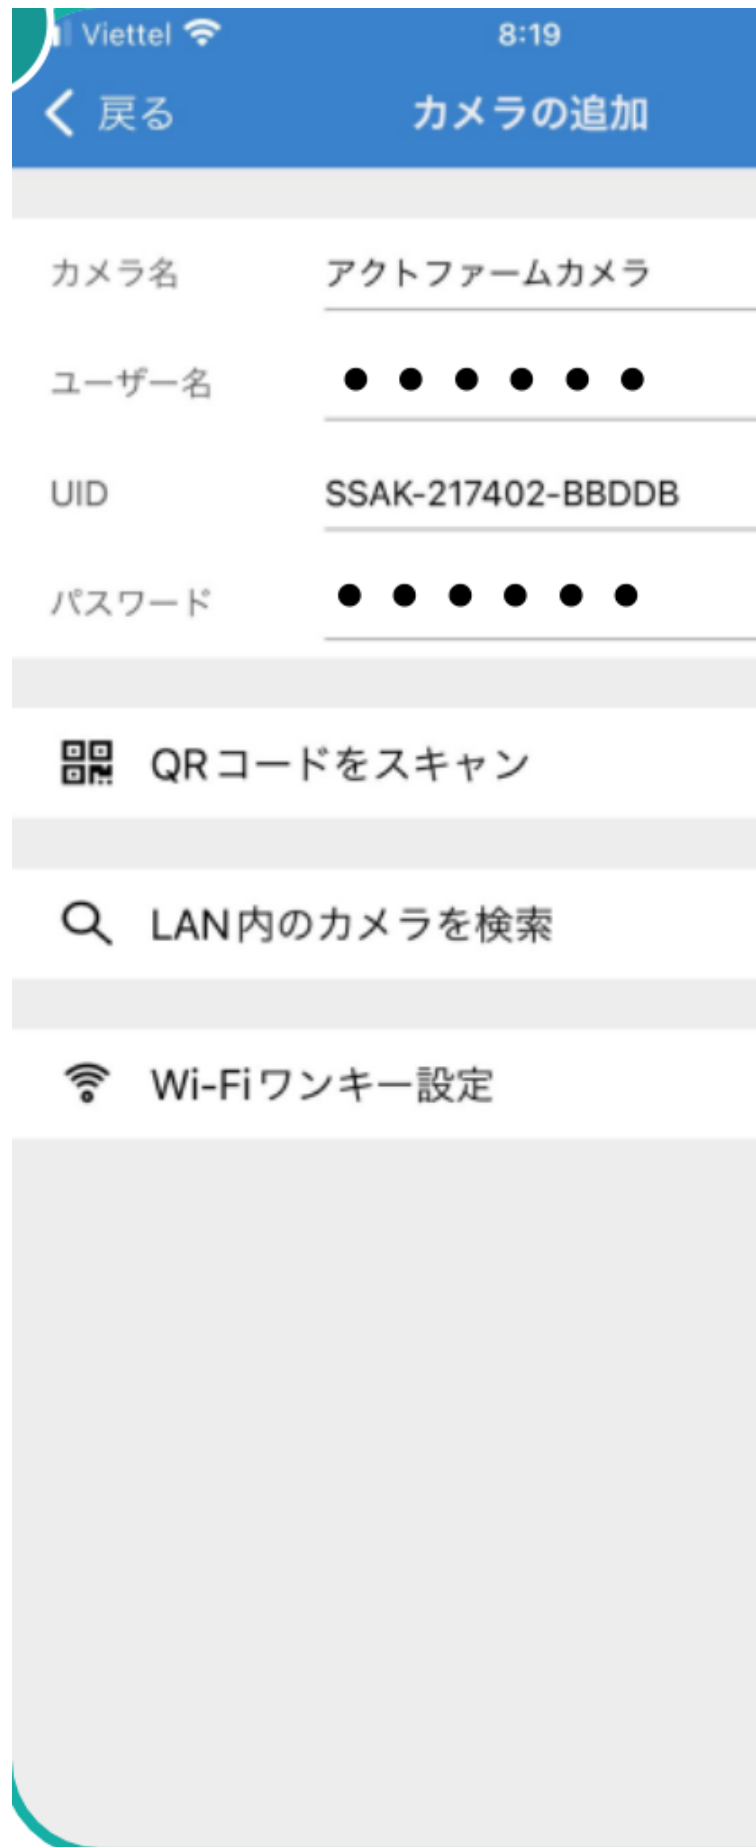 Viettel 8:19
戻る カメラの追加
カメラ名 アクトファームカメラ
ユーザー名 ●●●●●●
UID SSAK-217402-BBDDB
パスワード ●●●●●●
QRコードをスキャン
LAN内のカメラを検索
Wi-Fiワンキー設定